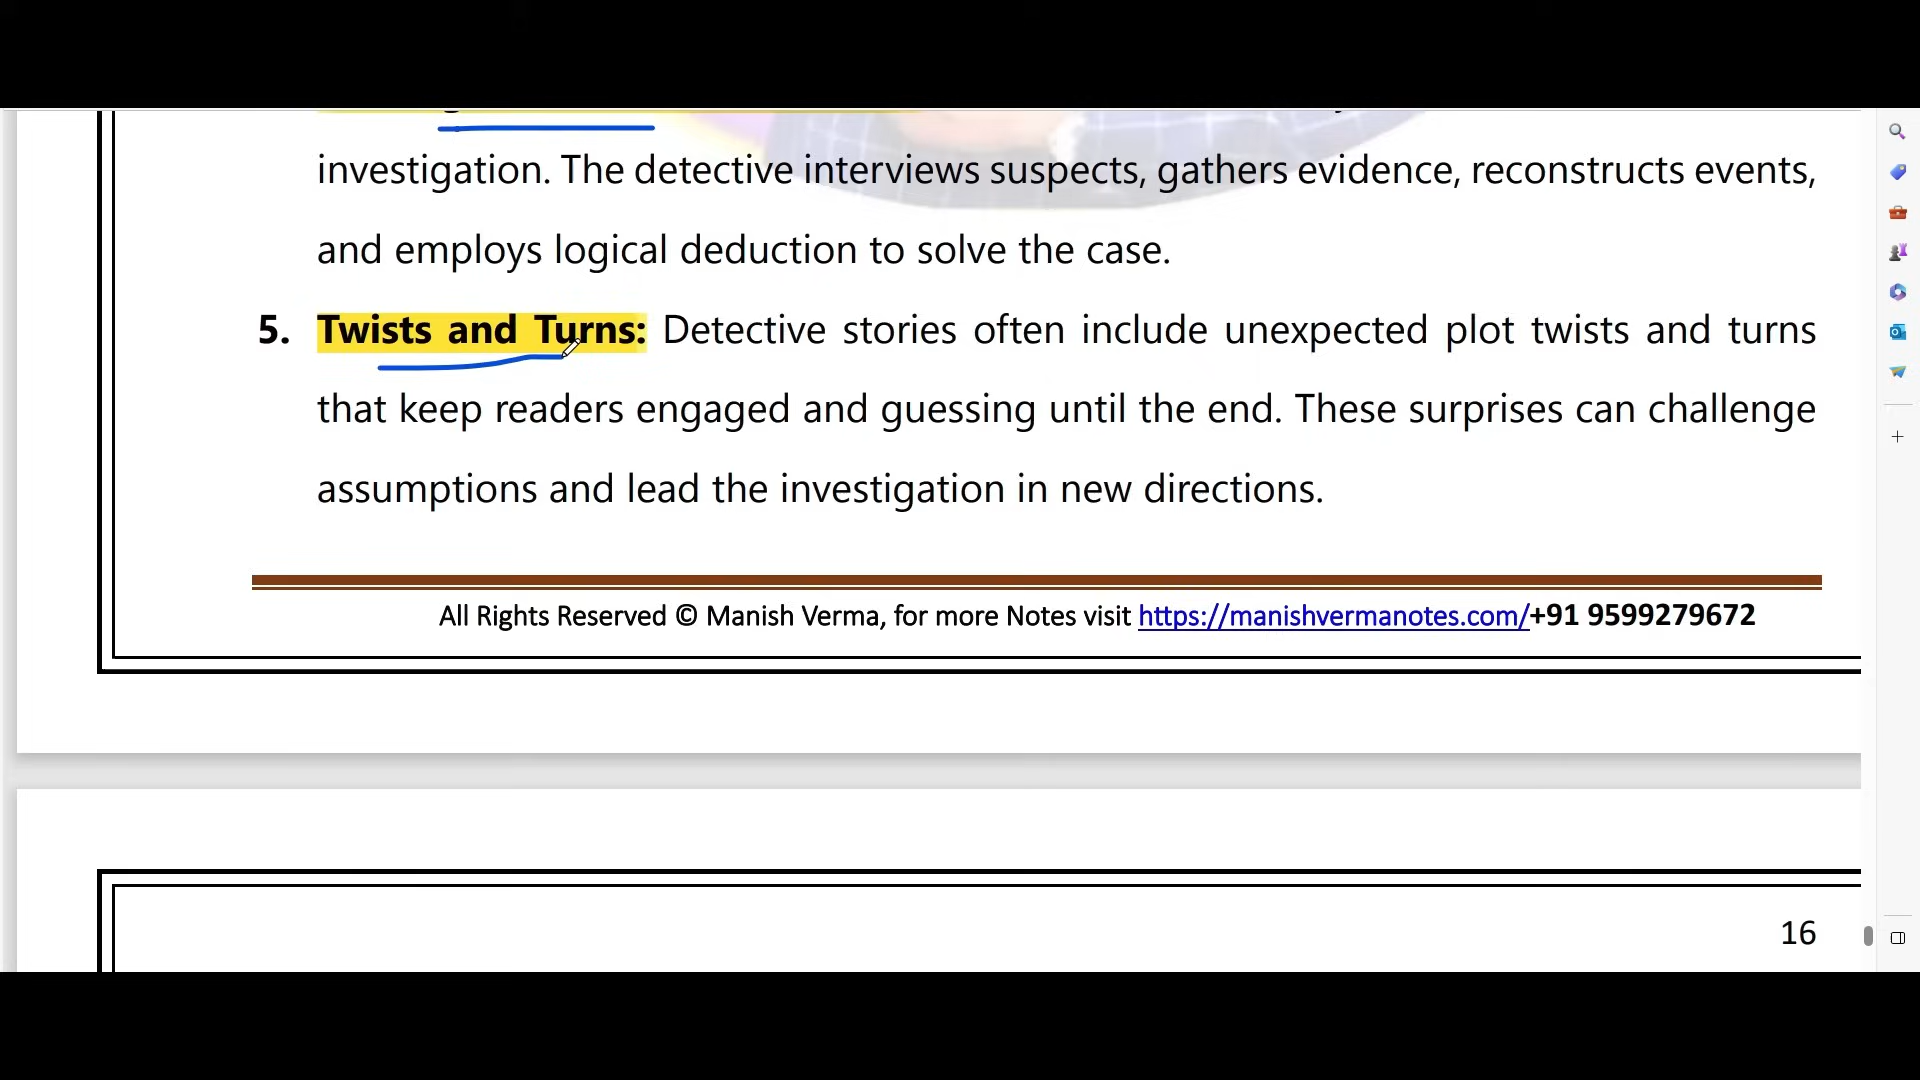 investigation. The detective interviews suspects, gathers evidence, reconstructs events,
and employs logical deduction to solve the case.
5. Twists and Turns: Detective stories often include unexpected plot twists and turns
that keep readers engaged and guessing until the end. These surprises can challenge
assumptions and lead the investigation in new directions.
All Rights Reserved © Manish Verma, for more Notes visit https://manishvermanotes.com/+91 9599279672
16